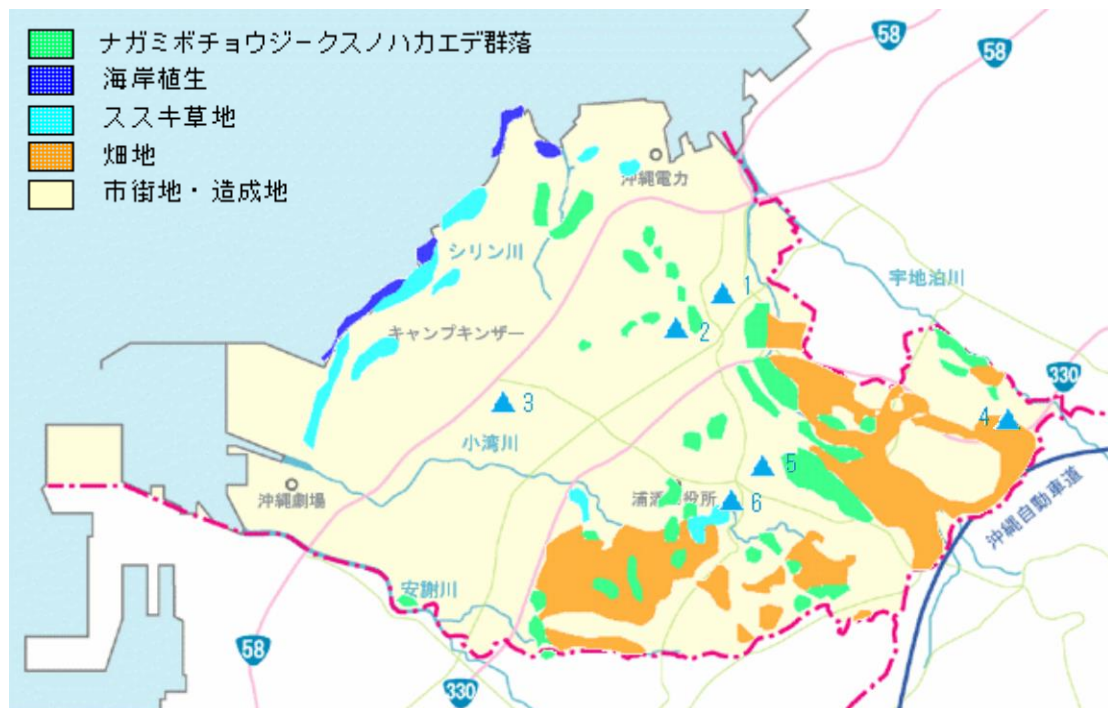 ナガミボチョウジークスノハカエデ群落
海岸植生
ススキ草地
畑地
市街地・造成地
58
58
沖縄電力
シリン川
宇地泊川
1
キャンプキンザー
2
330
3
4
小湾川
5
沖縄劇場
浦添市役所
6
沖縄自動車道
安謝川
58
330